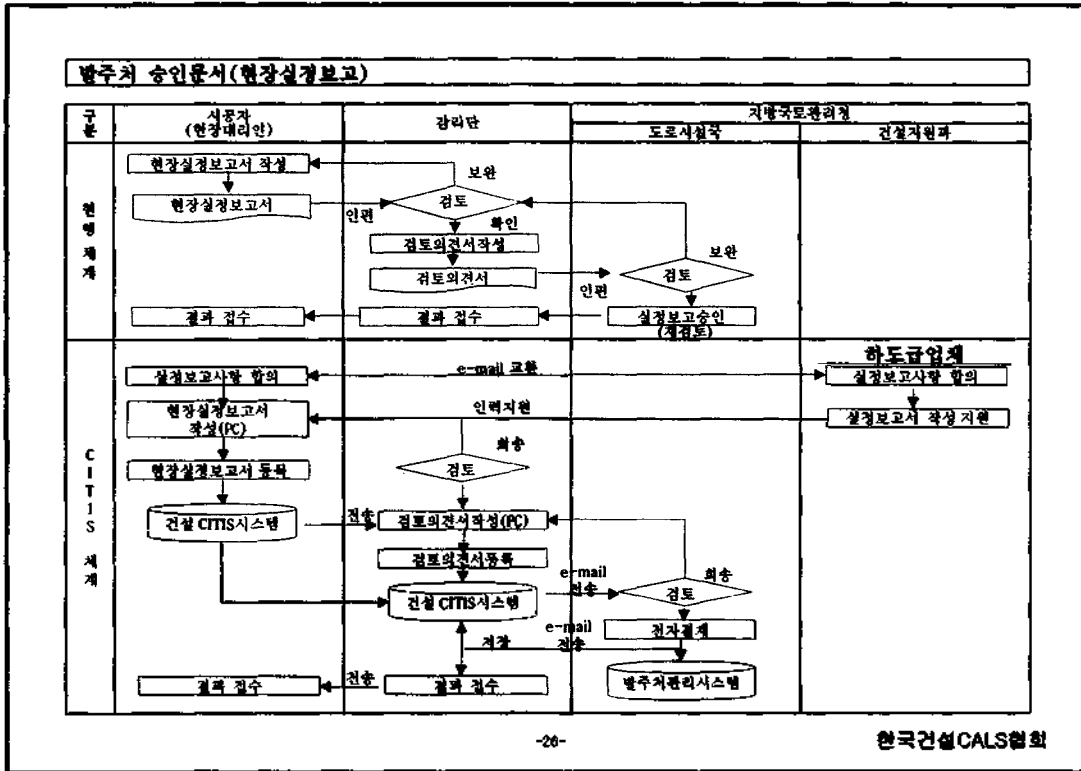 발주처 승인문서(현장실정보고)
구분
시공자
(현장대리인)
감리단
지방국토관리청
도로시설국
건설지원과
현행 체계
현장실정보고서 작성
보완
현장실정보고서
인편
검토
확인
검토의견서작성
보완
검토의견서
인편
검토
결과 접수
결과 접수
실정보고승인
(재검토)
CITIS 체계
하도급업체
실정보고사항 합의
e-mail 교환
실정보고사항 합의
현장실정보고서
작성(PC)
인력지원
실정보고서 작성 지원
회송
현장실정보고서 등록
검토
건설 CITIS시스템
전송
검토의견서작성(PC)
검토의견서등록
e-mail
전송
회송
건설 CITIS시스템
검토
e-mail
전송
전자결재
저장
결과 접수
전송
결과 접수
발주처관리시스템
-26-
한국건설CALS협회